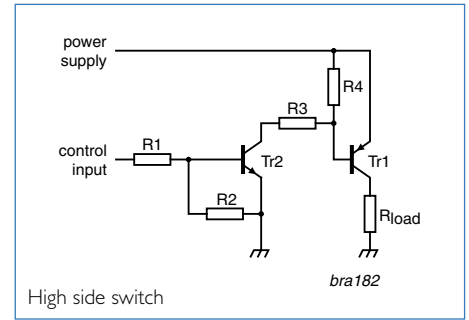 power
supply
R4
R3
R1
control
input
Tr2
Tr1
R2
Rload
bra182
High side switch